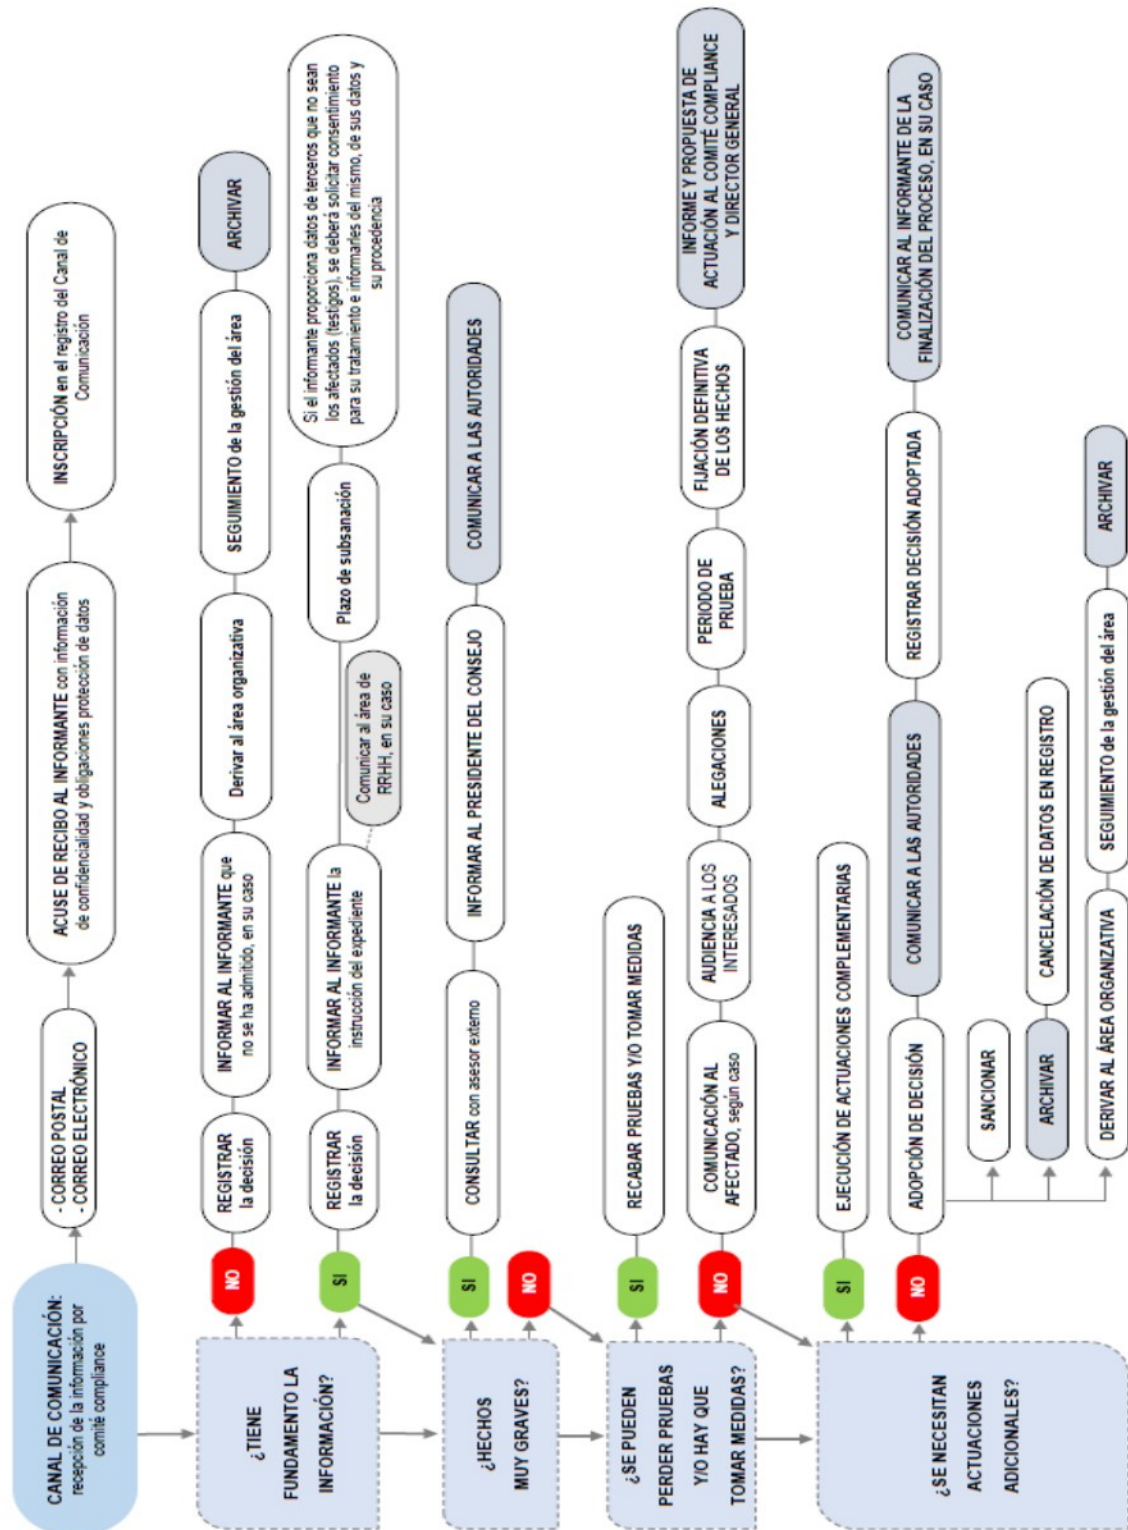 CANAL DE COMUNICACIÓN:
recepción de la información por
comité compliance
- CORREO POSTAL
- CORREO ELECTRÓNICO
ACUSE DE RECIBO AL INFORMANTE con información
de confidencialidad y obligaciones protección de datos
INSCRIPCIÓN en el registro del Canal de
Comunicación
¿TIENE
FUNDAMENTO LA
INFORMACIÓN?
NO
REGISTRAR
la decisión
INFORMAR AL INFORMANTE que
no se ha admitido, en su caso
Derivar al área organizativa
SEGUIMIENTO de la gestión del área
ARCHIVAR
SI
REGISTRAR
la decisión
INFORMAR AL INFORMANTE la
instrucción del expediente
Comunicar al área de
RRHH, en su caso
Plazo de subsanación
Si el informante proporciona datos de terceros que no sean
los afectados (testigos), se deberá solicitar consentimiento
para su tratamiento e informarles del mismo, de sus datos y
su procedencia
¿HECHOS
MUY GRAVES?
SI
CONSULTAR con asesor externo
INFORMAR AL PRESIDENTE DEL CONSEJO
COMUNICAR A LAS AUTORIDADES
NO
¿SE PUEDEN
PERDER PRUEBAS
Y/O HAY QUE
TOMAR MEDIDAS?
SI
RECABAR PRUEBAS Y/O TOMAR MEDIDAS
NO
COMUNICACIÓN AL
AFECTADO, según caso
AUDIENCIA A LOS
INTERESADOS
ALEGACIONES
PERIODO DE
PRUEBA
FIJACIÓN DEFINITIVA
DE LOS HECHOS
INFORME Y PROPUESTA DE
ACTUACIÓN AL COMITÉ COMPLIANCE
Y DIRECTOR GENERAL
¿SE NECESITAN
ACTUACIONES
ADICIONALES?
SI
EJECUCIÓN DE ACTUACIONES COMPLEMENTARIAS
NO
ADOPCIÓN DE DECISIÓN
COMUNICAR A LAS AUTORIDADES
REGISTRAR DECISIÓN ADOPTADA
COMUNICAR AL INFORMANTE DE LA
FINALIZACIÓN DEL PROCESO, EN SU CASO
SANCIONAR
ARCHIVAR
CANCELACIÓN DE DATOS EN REGISTRO
DERIVAR AL ÁREA ORGANIZATIVA
SEGUIMIENTO de la gestión del área
ARCHIVAR